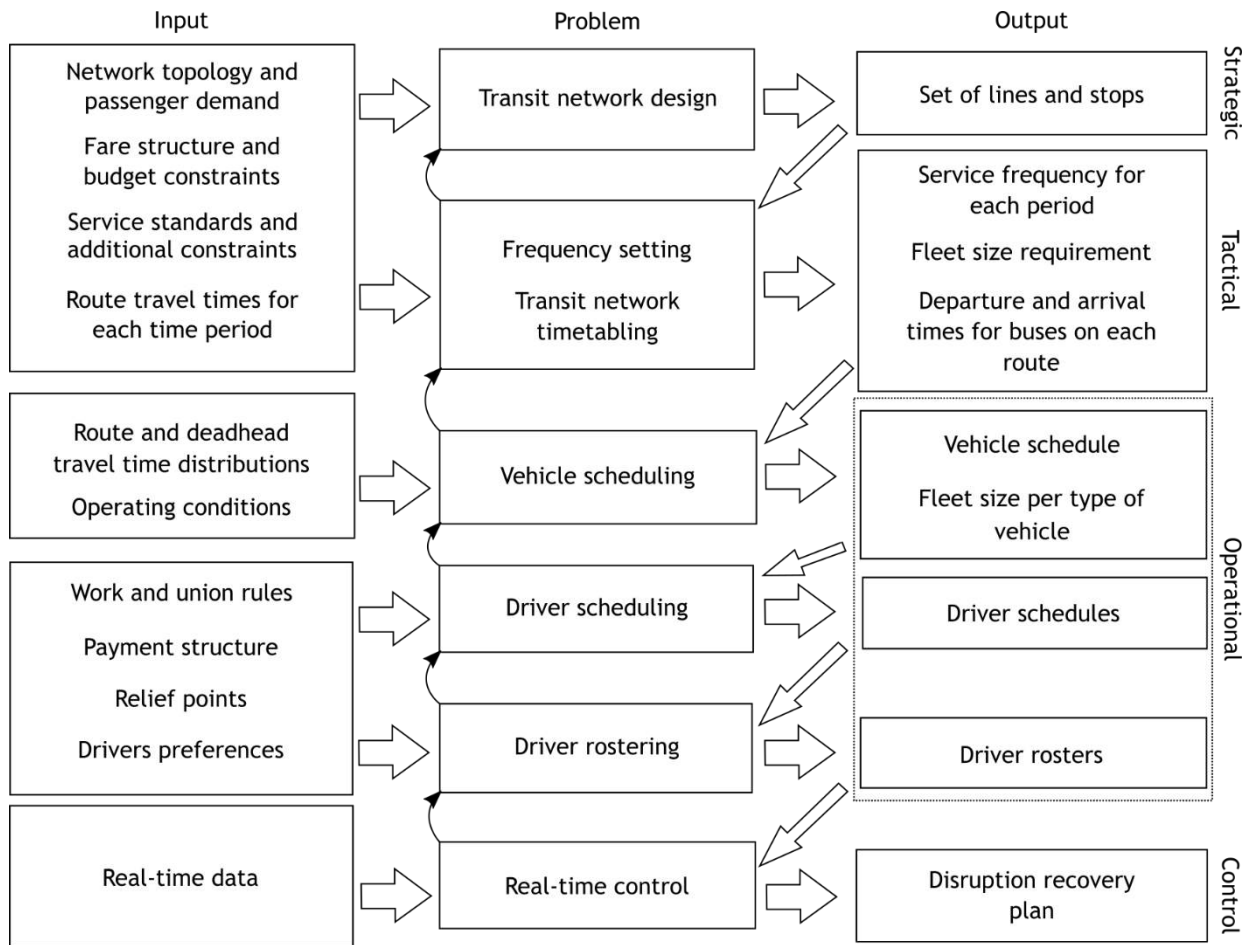 Input
Problem
Output
Network topology and
passenger demand
Fare structure and
budget constraints
Service standards and
additional constraints
Route travel times for
each time period
Transit network design
Set of lines and stops
Strategic
Frequency setting
Transit network
timetabling
Service frequency for
each period
Fleet size requirement
Departure and arrival
times for buses on each
route
Tactical
Route and deadhead
travel time distributions
Operating conditions
Vehicle scheduling
Vehicle schedule
Fleet size per type of
vehicle
Operational
Work and union rules
Payment structure
Relief points
Drivers preferences
Driver scheduling
Driver schedules
Driver rostering
Driver rosters
Real-time data
Real-time control
Disruption recovery
plan
Control